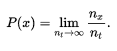 P(x) = lim_{n_t→∞} n_x / n_t.